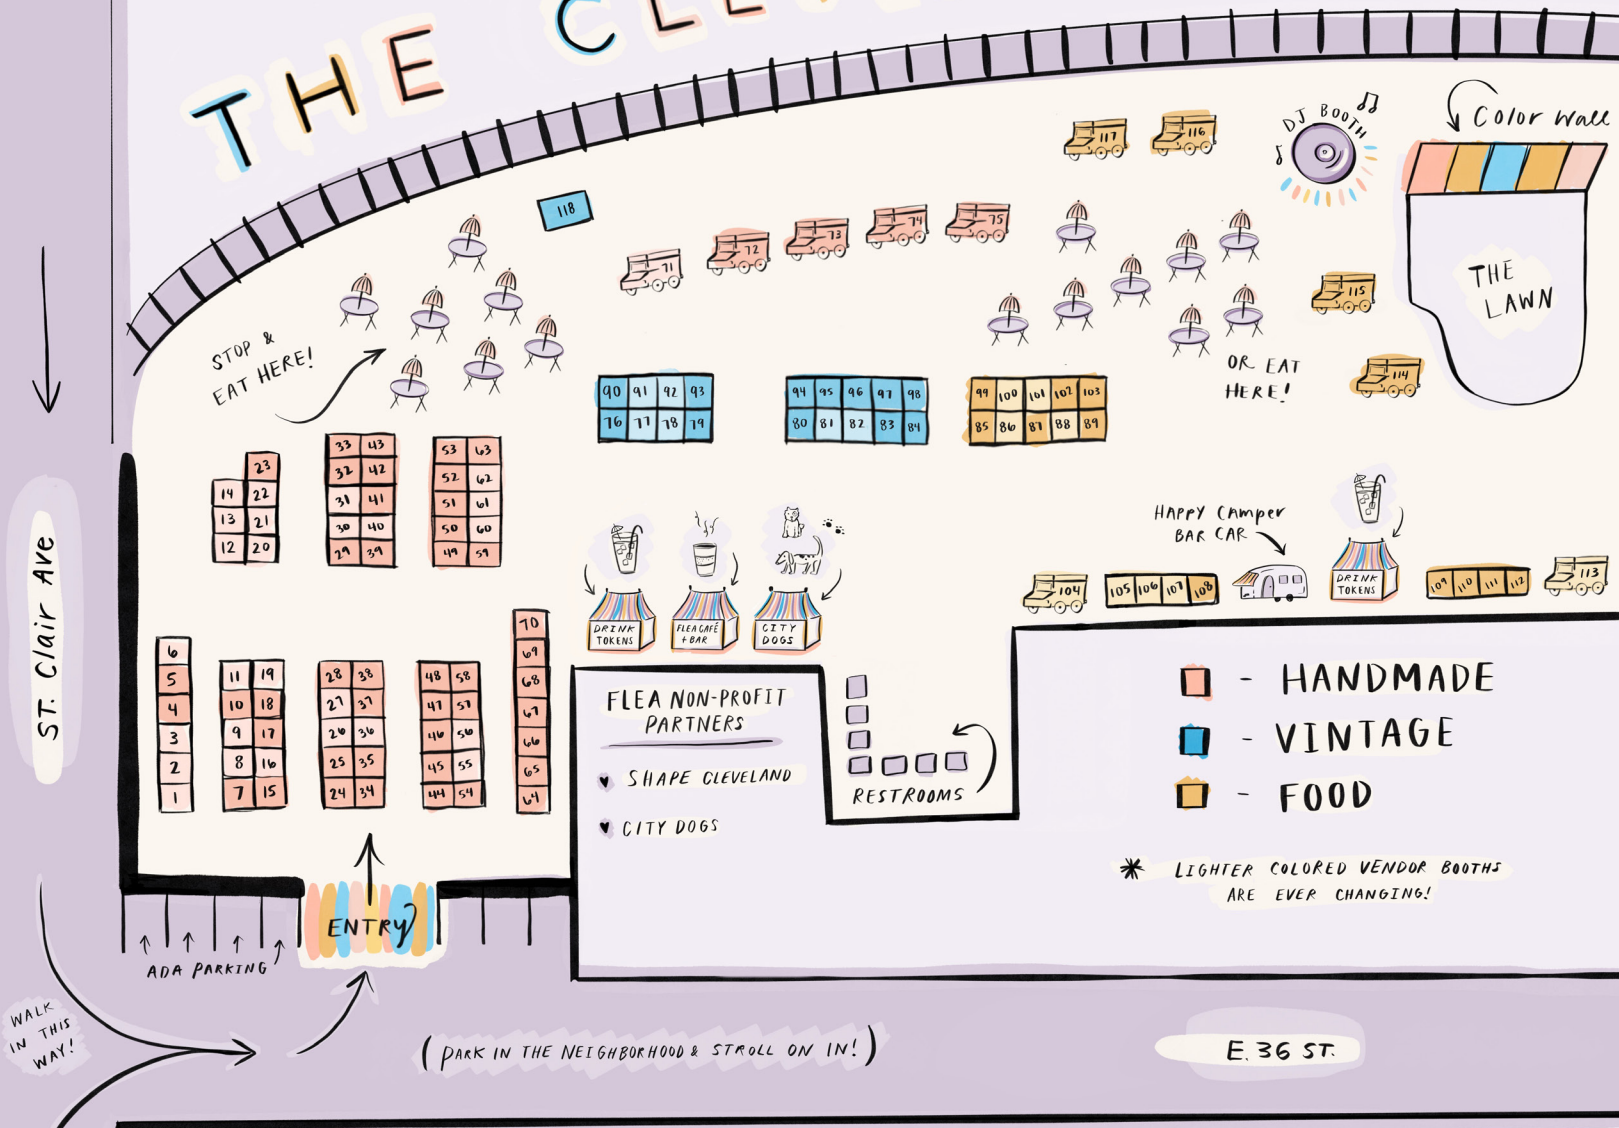 THE CLE
Color Wall
DJ BOOTH
117 116
118
71 72 73 74 75
115
THE
LAWN
STOP &
EAT HERE!
OR EAT
HERE!
114
90 91 92 93
76 77 78 79
94 95 96 97 98
80 81 82 83 84
99 100 101 102 103
85 86 87 88 89
23
14 22
13 21
12 20
33 43
32 42
31 41
30 40
29 39
53 63
52 62
51 61
50 60
49 59
HAPPY CAMPER
BAR CAR
DRINK
TOKENS
FLEA CAFÉ
+ BAR
CITY
DOGS
104
105 106 107 108
DRINK
TOKENS
109 110 111 112
113
ST. Clair Ave
6
5
4
3
2
1
11 19
10 18
9 17
8 16
7 15
28 38
27 37
26 36
25 35
24 34
48 58
47 57
46 56
45 55
44 54
70
69
68
67
66
65
64
FLEA NON-PROFIT
PARTNERS
SHAPE CLEVELAND
CITY DOGS
RESTROOMS
- HANDMADE
- VINTAGE
- FOOD
* LIGHTER COLORED VENDOR BOOTHS
ARE EVER CHANGING!
ENTRY
ADA PARKING
WALK
IN THIS
WAY!
(PARK IN THE NEIGHBORHOOD & STROLL ON IN!)
E. 36 ST.